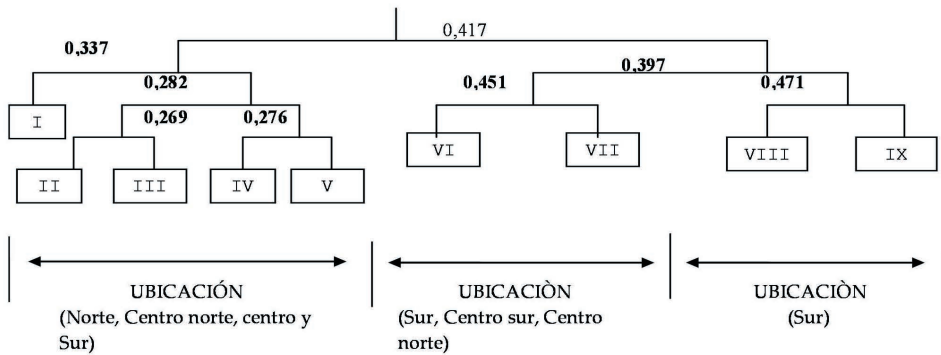 0,417
0,337
0,397
0,282
0,451
0,471
I
0,269
0,276
VI
VII
VIII
IX
II
III
IV
V
UBICACIÓN
(Norte, Centro norte, centro y
Sur)
UBICACIÒN
(Sur, Centro sur, Centro
norte)
UBICACIÒN
(Sur)